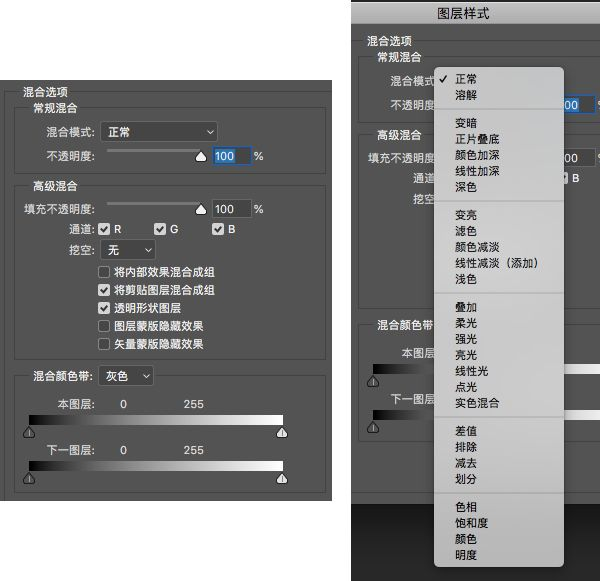 混合选项
常规混合
混合模式: 正常
不透明度: 100 %
高级混合
填充不透明度: 100 %
通道: R G B
挖空: 无
将内部效果混合成组
将剪贴图层混合成组
透明形状图层
图层蒙版隐藏效果
矢量蒙版隐藏效果
混合颜色带: 灰色
本图层: 0 255
下一图层: 0 255
图层样式
混合选项
常规混合
混合模式
不透明度 00 %
高级混合
填充不透明度 00 %
通道 B
挖空
混合颜色带
本图层
下一图层
正常
溶解
变暗
正片叠底
颜色加深
线性加深
深色
变亮
滤色
颜色减淡
线性减淡（添加）
浅色
叠加
柔光
强光
亮光
线性光
点光
实色混合
差值
排除
减去
划分
色相
饱和度
颜色
明度